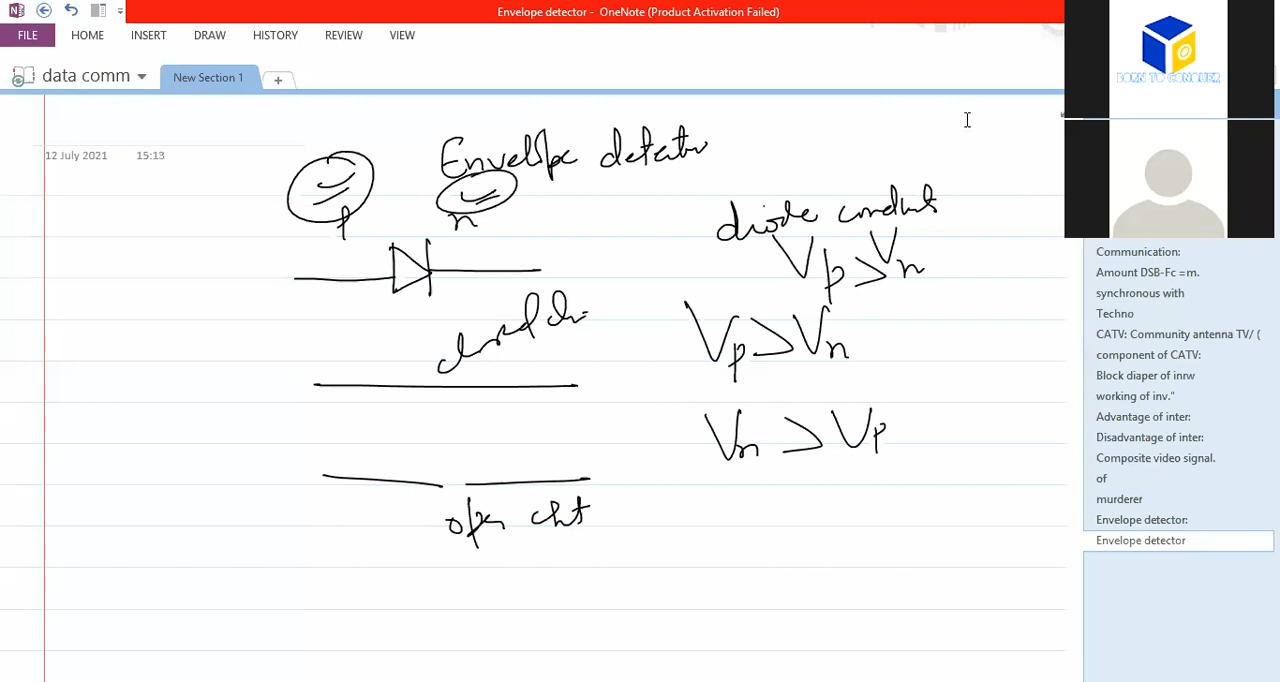 Envelope detector - OneNote (Product Activation Failed)
FILE HOME INSERT DRAW HISTORY REVIEW VIEW
data comm New Section 1 +
BORN TO CONQUER
12 July 2021 15:13
Envelope detector
p n
diode conduct
Vp > Vn
closed
Vp > Vn
Vn > Vp
open ckt
Communication:
Amount DSB-Fc =m.
synchronous with
Techno
CATV: Community antenna TV/ (
component of CATV:
Block diaper of inrw
working of inv."
Advantage of inter:
Disadvantage of inter:
Composite video signal.
of
murderer
Envelope detector:
Envelope detector